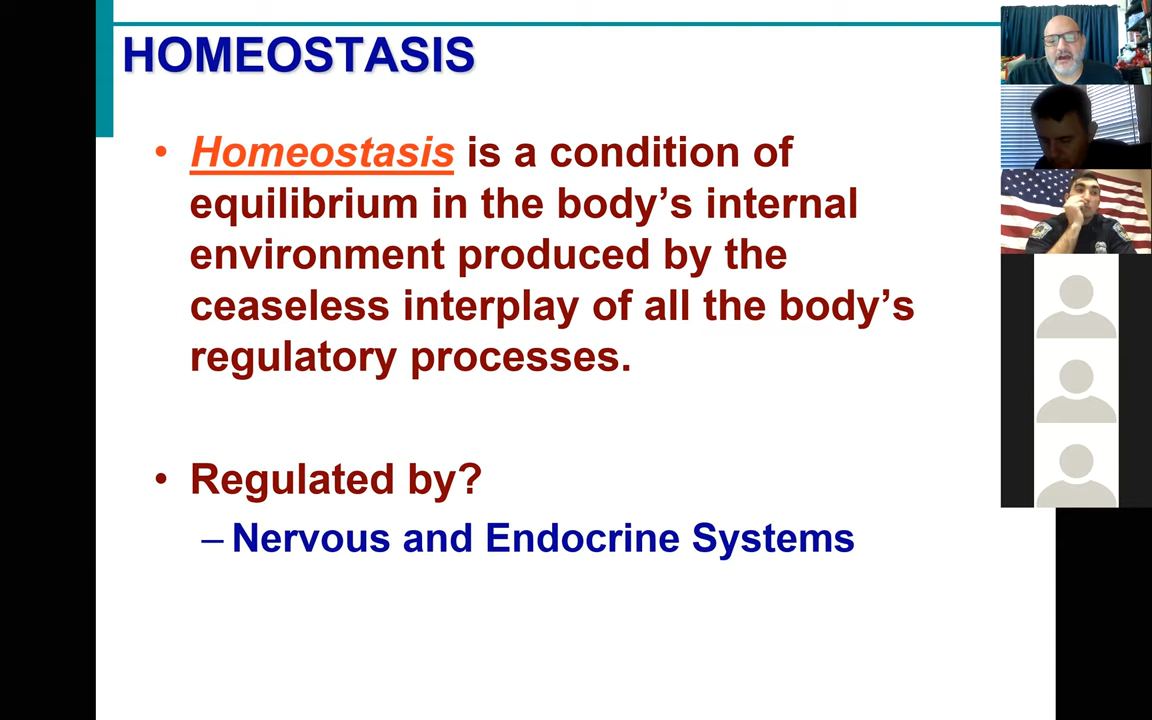 HOMEOSTASIS
• Homeostasis is a condition of
equilibrium in the body’s internal
environment produced by the
ceaseless interplay of all the body’s
regulatory processes.
• Regulated by?
– Nervous and Endocrine Systems